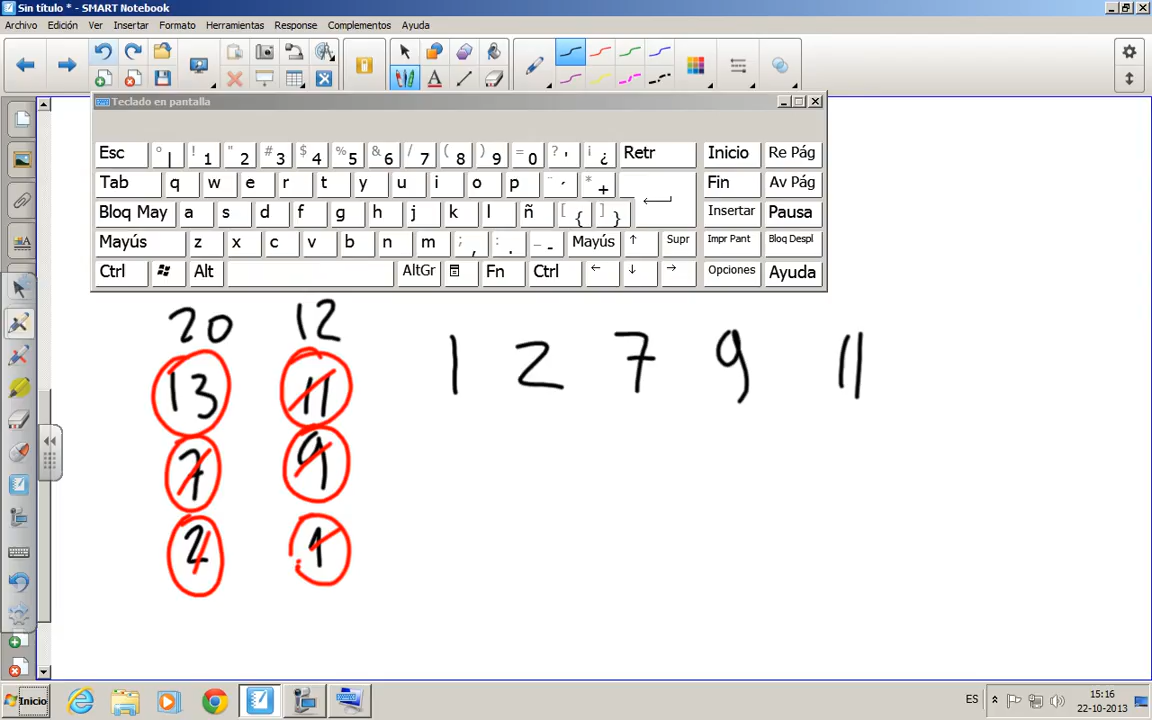 Sin título * - SMART Notebook
Archivo Edición Ver Insertar Formato Herramientas Response Complementos Ayuda
Teclado en pantalla
Esc ° | ! 1 " 2 # 3 $ 4 % 5 & 6 / 7 ( 8 ) 9 = 0 ? ' ¡ ¿ Retr Inicio Re Pág
Tab q w e r t y u i o p ¨ ´ * + Fin Av Pág
Bloq May a s d f g h j k l ñ [ { ] } Insertar Pausa
Mayús z x c v b n m ; , : . _ - Mayús ↑ Supr Impr Pant Bloq Despl
Ctrl Alt AltGr Fn Ctrl ← ↓ → Opciones Ayuda
20 12
1 2 7 9 11
13 11
7 9
2 1
Inicio ES 15:16
22-10-2013